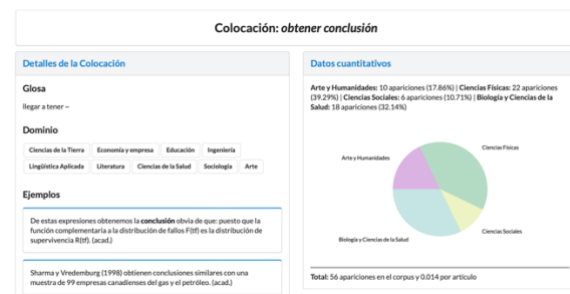 Colocación: obtener conclusión
Detalles de la Colocación
Glosa
llegar a tener ~
Dominio
Ciencias de la Tierra Economía y empresa Educación Ingeniería
Lingüística Aplicada Literatura Ciencias de la Salud Sociología Arte
Ejemplos
De estas expresiones obtenemos la conclusión obvia de que: puesto que la
función complementaria a la distribución de fallos F(tf) es la distribución de
supervivencia R(tf). (acad.)
Sharma y Vredemburg (1998) obtienen conclusiones similares con una
muestra de 99 empresas canadienses del gas y el petróleo. (acad.)
Datos cuantitativos
Arte y Humanidades: 10 apariciones (17.86%) | Ciencias Físicas: 22 apariciones
(39.29%) | Ciencias Sociales: 6 apariciones (10.71%) | Biología y Ciencias de la
Salud: 18 apariciones (32.14%)
Ciencias Físicas
Arte y Humanidades
Ciencias Sociales
Biología y Ciencias de la Salud
Total: 56 apariciones en el corpus y 0.014 por artículo